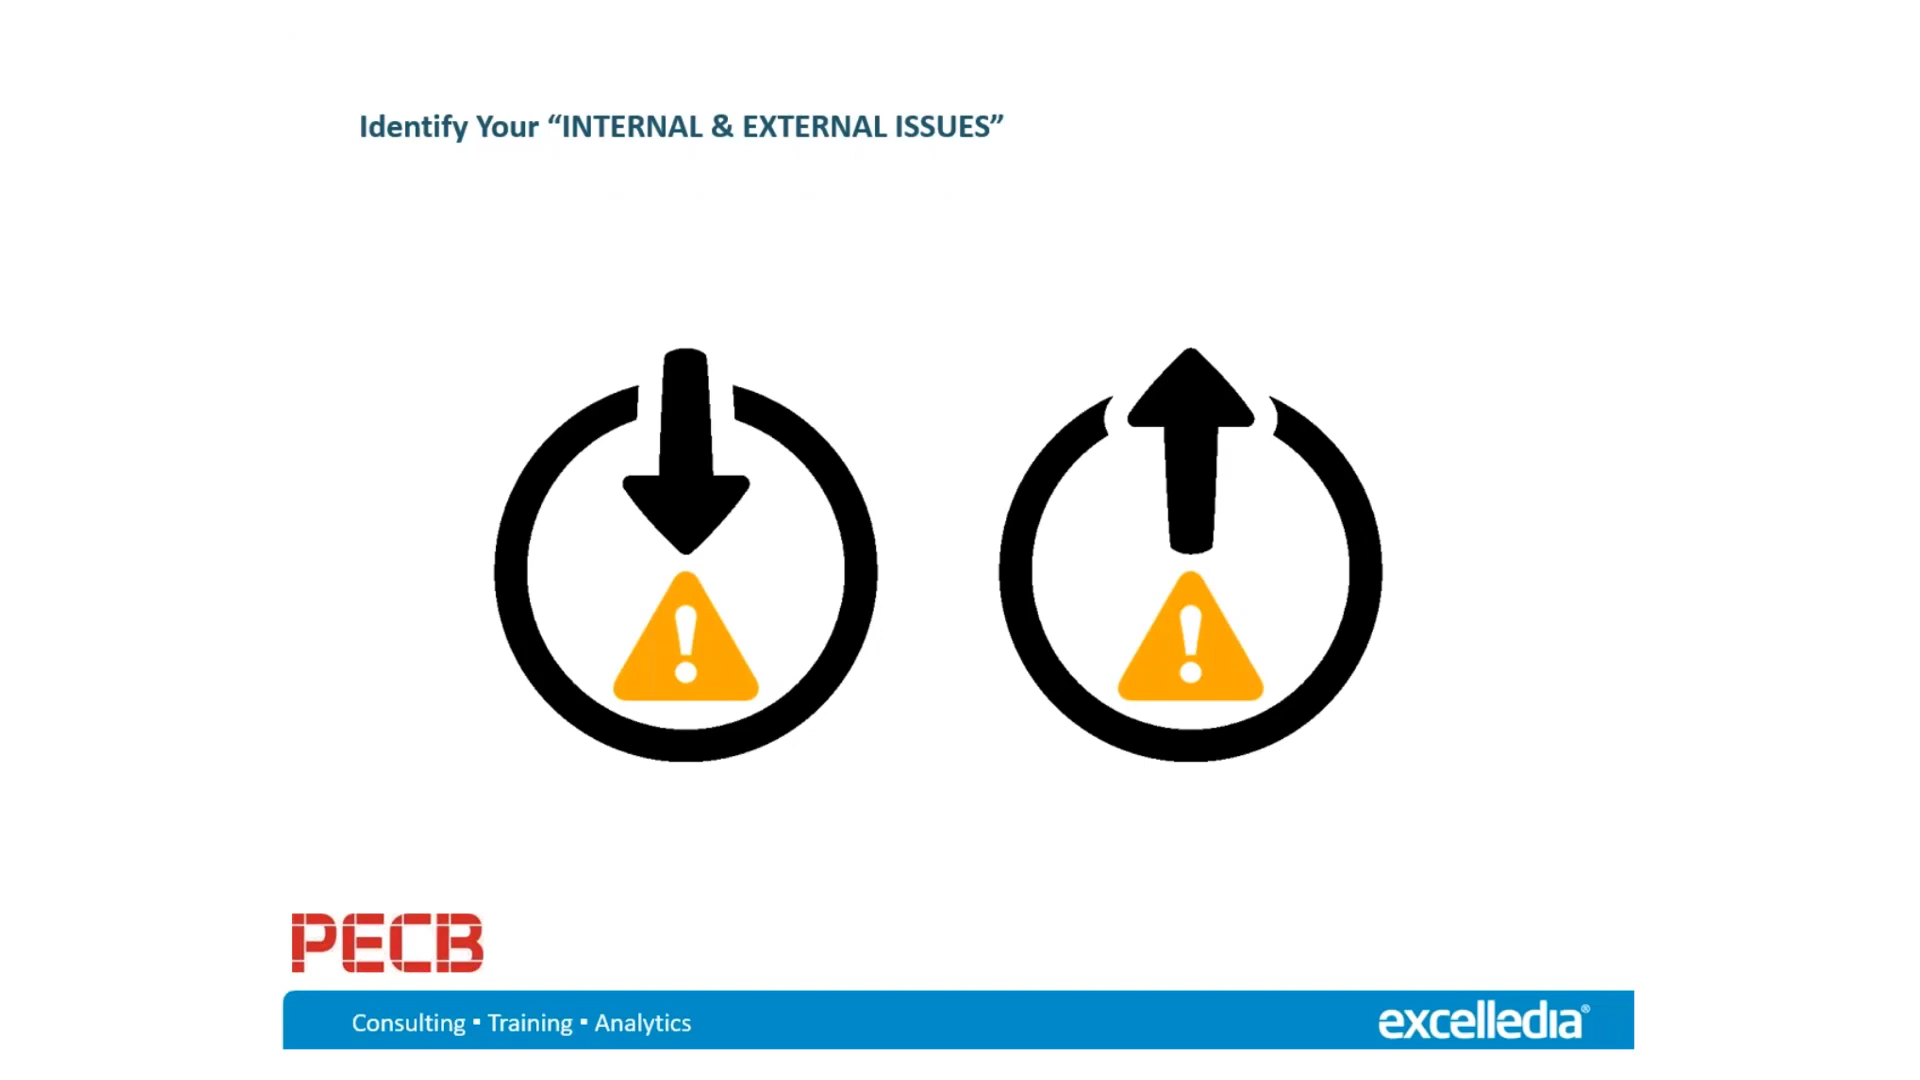 Identify Your “INTERNAL & EXTERNAL ISSUES”
!
!
PECB
Consulting ▪ Training ▪ Analytics
excelledia®